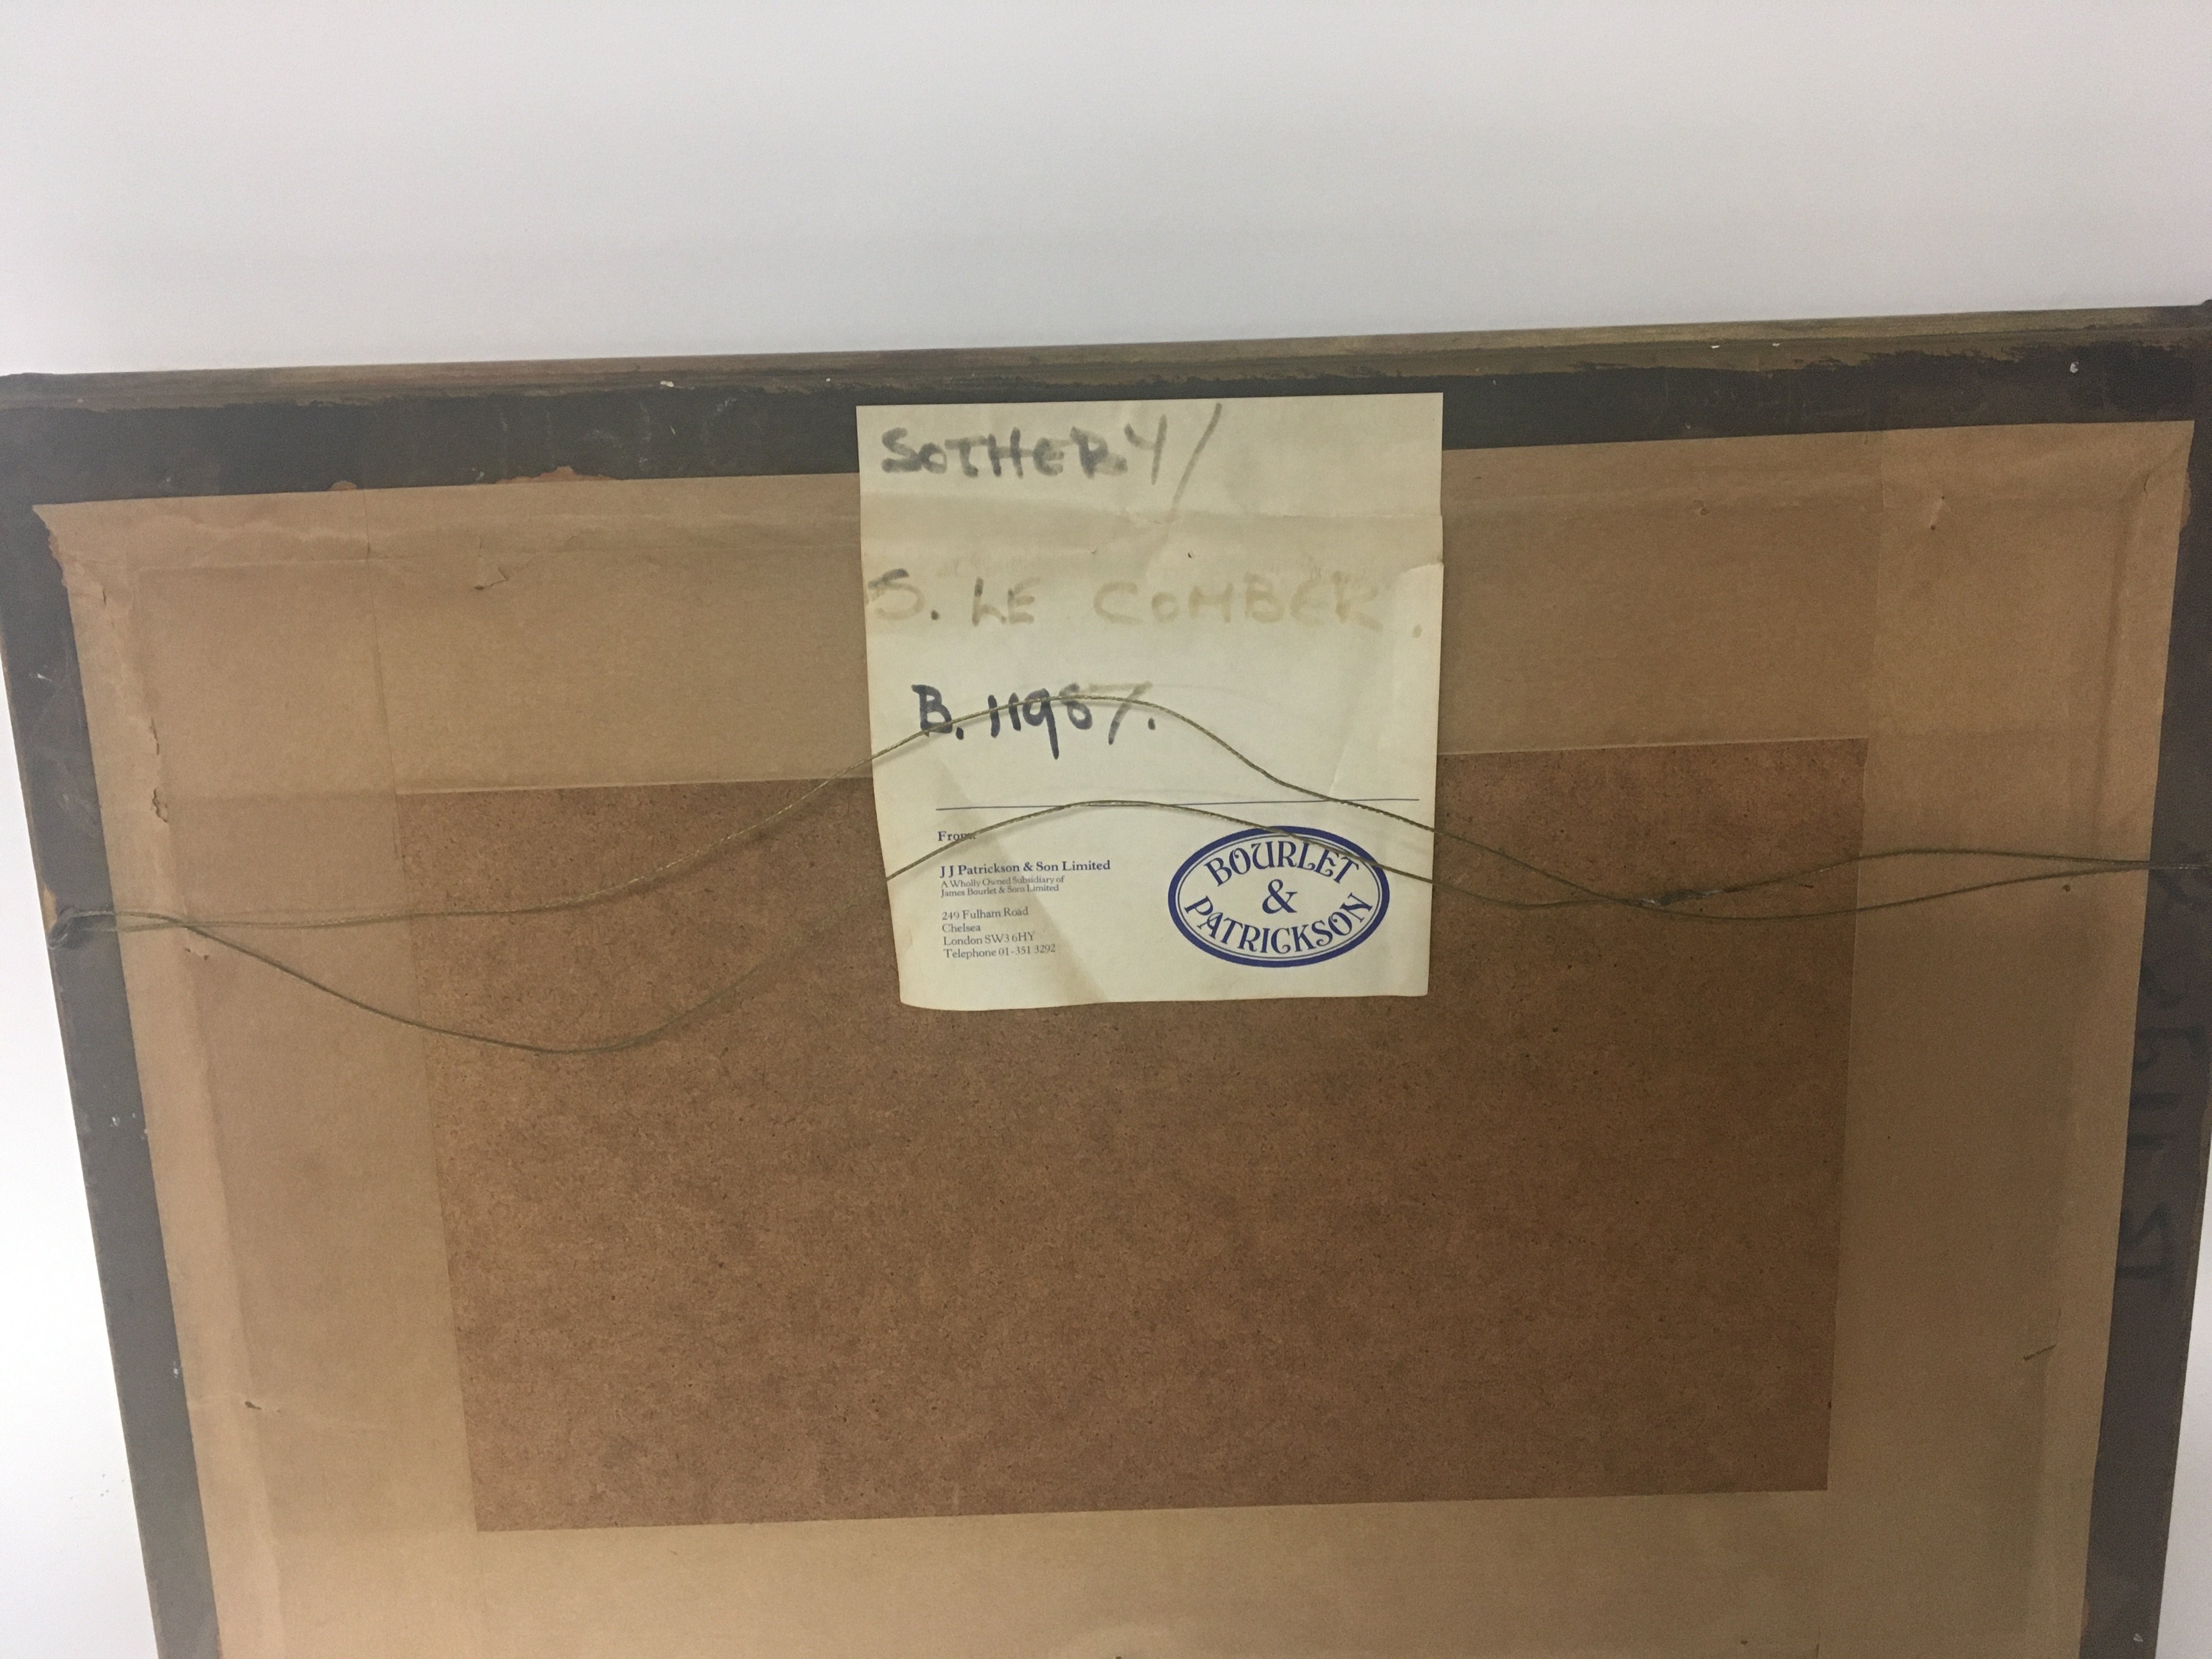 SOTHEBY/
S. LE COMBER.
B. 11987.
From
J J Patrickson & Son Limited
A Wholly Owned Subsidiary of
James Bourlet & Sons Limited
249 Fulham Road
Chelsea
London SW3 6HY
Telephone 01-351 3292
BOURLET
&
PATRICKSON